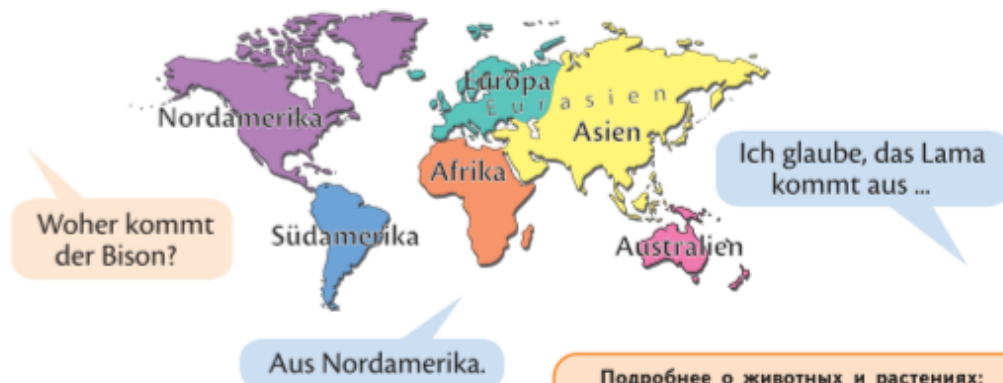 Europa
Eurasien
Nordamerika
Asien
Afrika
Ich glaube, das Lama
kommt aus ...
Woher kommt
der Bison?
Südamerika
Australien
Aus Nordamerika.
Подробнее о животных и растениях: